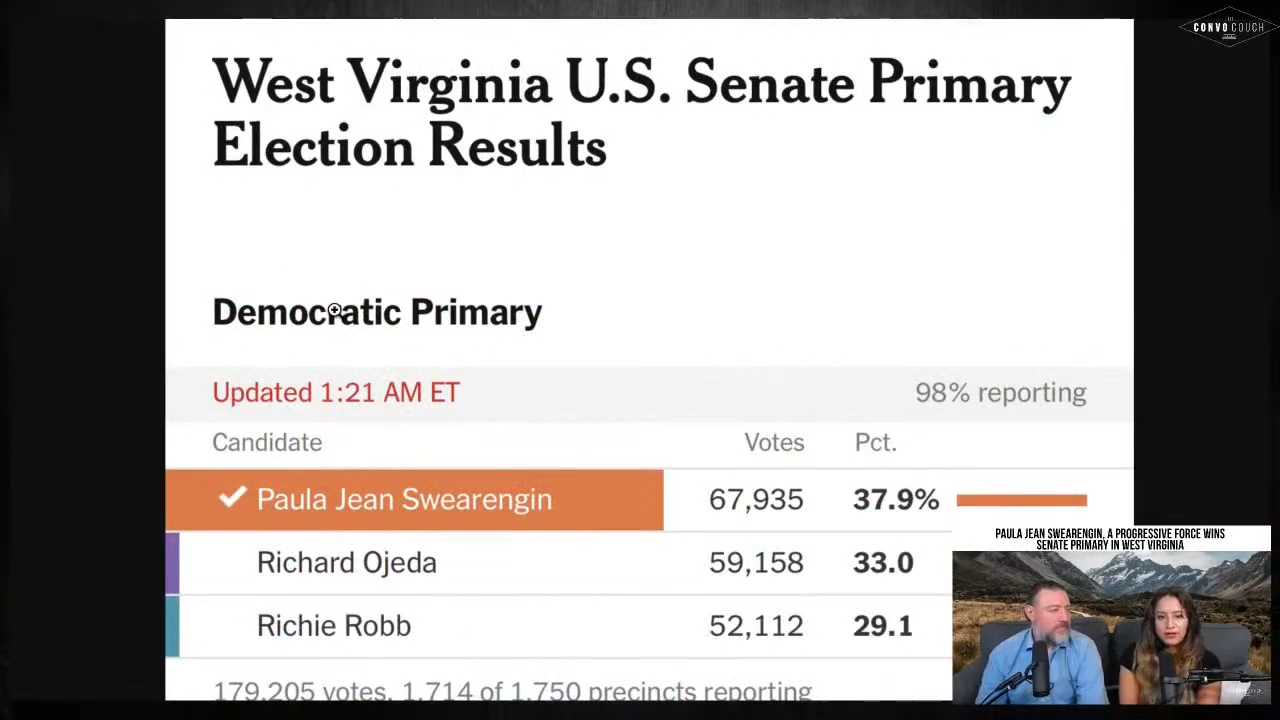 CONVO COUCH
West Virginia U.S. Senate Primary
Election Results
Democratic Primary
Updated 1:21 AM ET 98% reporting
Candidate Votes Pct.
Paula Jean Swearengin 67,935 37.9%
Richard Ojeda 59,158 33.0
Richie Robb 52,112 29.1
179,205 votes, 1,714 of 1,750 precincts reporting
PAULA JEAN SWEARENGIN, A PROGRESSIVE FORCE WINS
SENATE PRIMARY IN WEST VIRGINIA